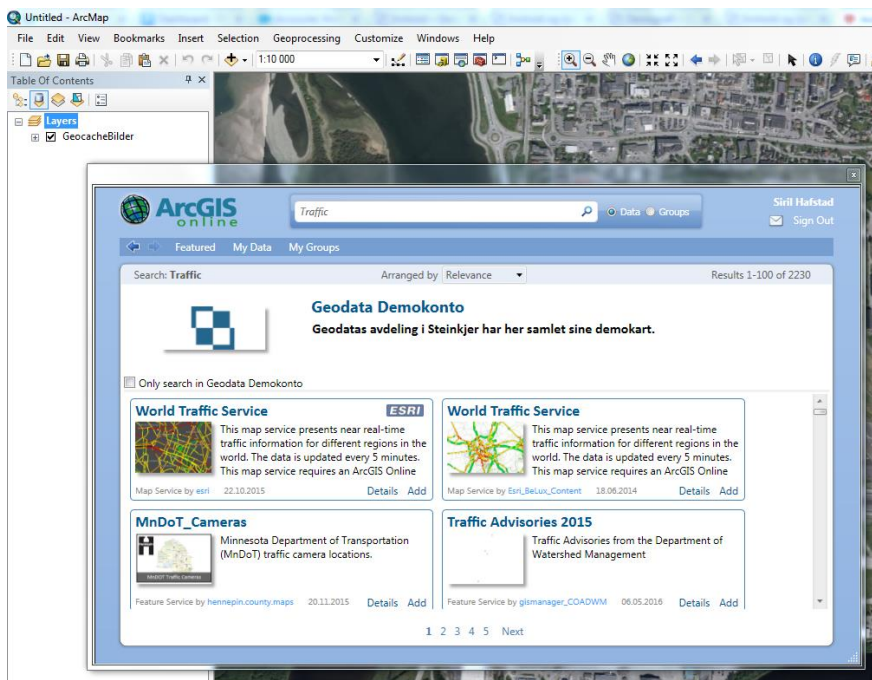 Untitled - ArcMap
File Edit View Bookmarks Insert Selection Geoprocessing Customize Windows Help
1:10 000
Table Of Contents
Layers
GeocacheBilder
ArcGIS
online
Traffic
Data Groups
Siril Hafstad
Sign Out
Featured My Data My Groups
Search: Traffic Arranged by Relevance Results 1-100 of 2230
Geodata Demokonto
Geodatas avdeling i Steinkjer har her samlet sine demokart.
Only search in Geodata Demokonto
World Traffic Service ESRI
This map service presents near real-time
traffic information for different regions in the
world. The data is updated every 5 minutes.
This map service requires an ArcGIS Online
Map Service by esri 22.10.2015 Details Add
World Traffic Service
This map service presents near real-time
traffic information for different regions in the
world. The data is updated every 5 minutes.
This map service requires an ArcGIS Online
Map Service by Esri_BeLux_Content 18.06.2014 Details Add
MnDoT_Cameras
Minnesota Department of Transportation
(MnDOT) traffic camera locations.
MnDOT Traffic Cameras
Feature Service by hennepin.county.maps 20.11.2015 Details Add
Traffic Advisories 2015
Traffic Advisories from the Department of
Watershed Management
Feature Service by gismanager_COADWM 06.05.2016 Details Add
1 2 3 4 5 Next